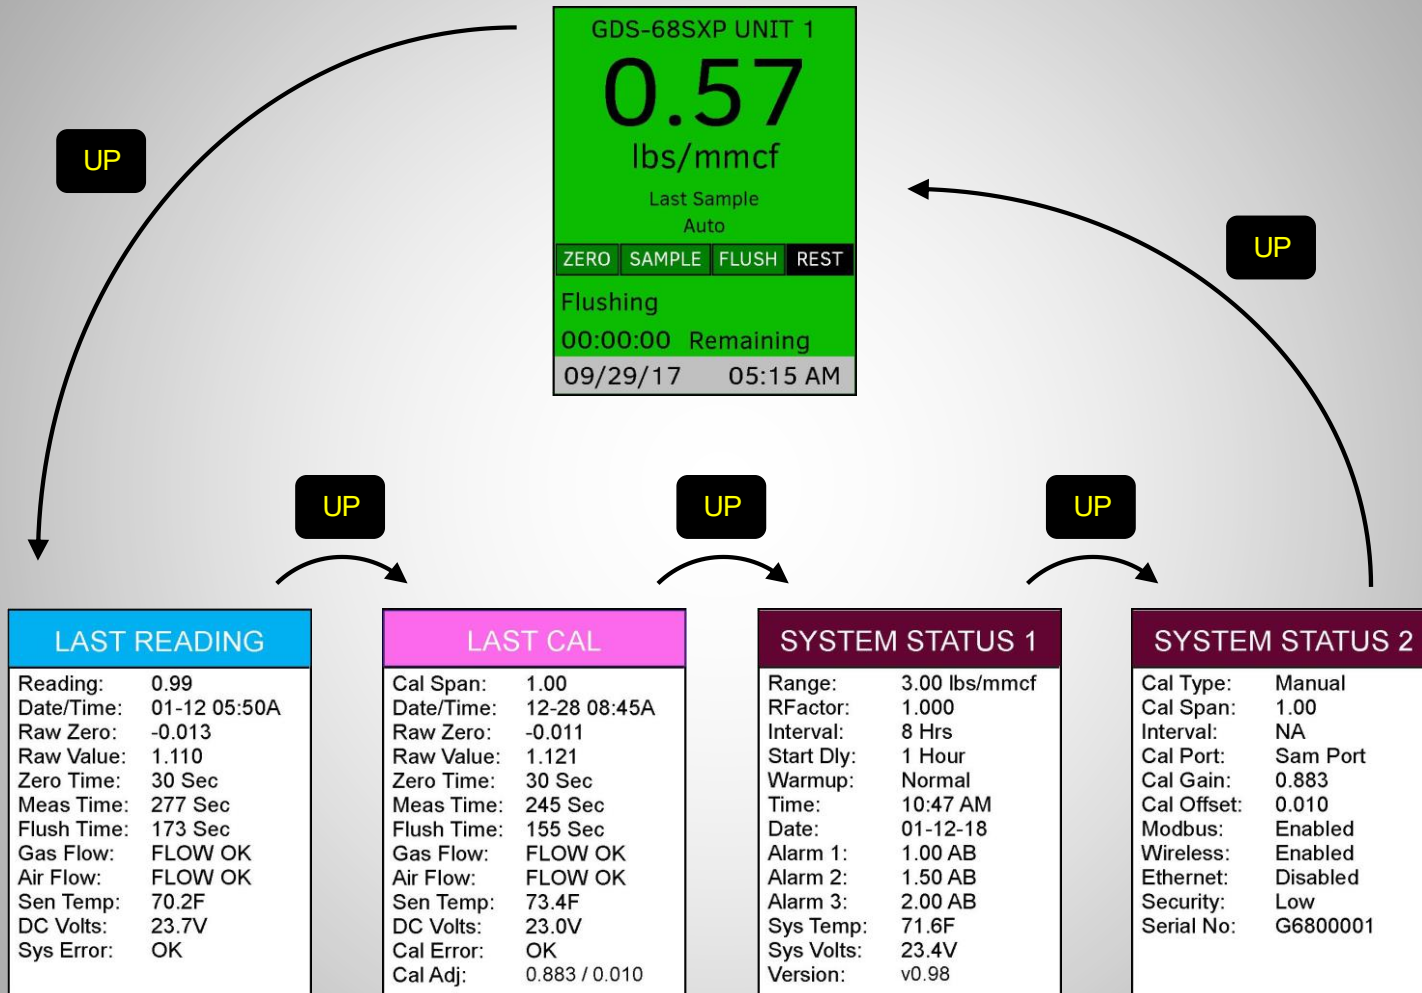 GDS-68SXP UNIT 1
0.57
lbs/mmcf
Last Sample
Auto
ZERO SAMPLE FLUSH REST
Flushing
00:00:00 Remaining
09/29/17 05:15 AM
UP
UP
UP
UP
UP
LAST READING
Reading: 0.99
Date/Time: 01-12 05:50A
Raw Zero: -0.013
Raw Value: 1.110
Zero Time: 30 Sec
Meas Time: 277 Sec
Flush Time: 173 Sec
Gas Flow: FLOW OK
Air Flow: FLOW OK
Sen Temp: 70.2F
DC Volts: 23.7V
Sys Error: OK
LAST CAL
Cal Span: 1.00
Date/Time: 12-28 08:45A
Raw Zero: -0.011
Raw Value: 1.121
Zero Time: 30 Sec
Meas Time: 245 Sec
Flush Time: 155 Sec
Gas Flow: FLOW OK
Air Flow: FLOW OK
Sen Temp: 73.4F
DC Volts: 23.0V
Cal Error: OK
Cal Adj: 0.883 / 0.010
SYSTEM STATUS 1
Range: 3.00 lbs/mmcf
RFactor: 1.000
Interval: 8 Hrs
Start Dly: 1 Hour
Warmup: Normal
Time: 10:47 AM
Date: 01-12-18
Alarm 1: 1.00 AB
Alarm 2: 1.50 AB
Alarm 3: 2.00 AB
Sys Temp: 71.6F
Sys Volts: 23.4V
Version: v0.98
SYSTEM STATUS 2
Cal Type: Manual
Cal Span: 1.00
Interval: NA
Cal Port: Sam Port
Cal Gain: 0.883
Cal Offset: 0.010
Modbus: Enabled
Wireless: Enabled
Ethernet: Disabled
Security: Low
Serial No: G6800001